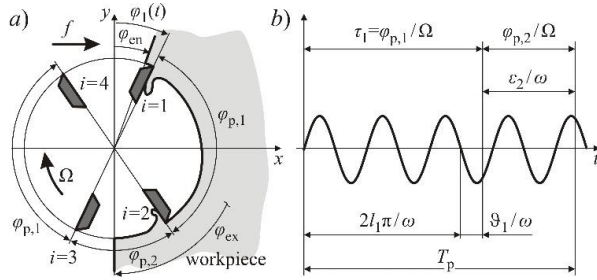 a)
y
φ₁(t)
f
φen
i=4
i=1
φp,1
x
Ω
i=2
φp,1
i=3
φp,2
φex
workpiece
b)
τ₁=φp,1/Ω
φp,2/Ω
ε₂/ω
t
2l₁π/ω
ϑ₁/ω
Tp